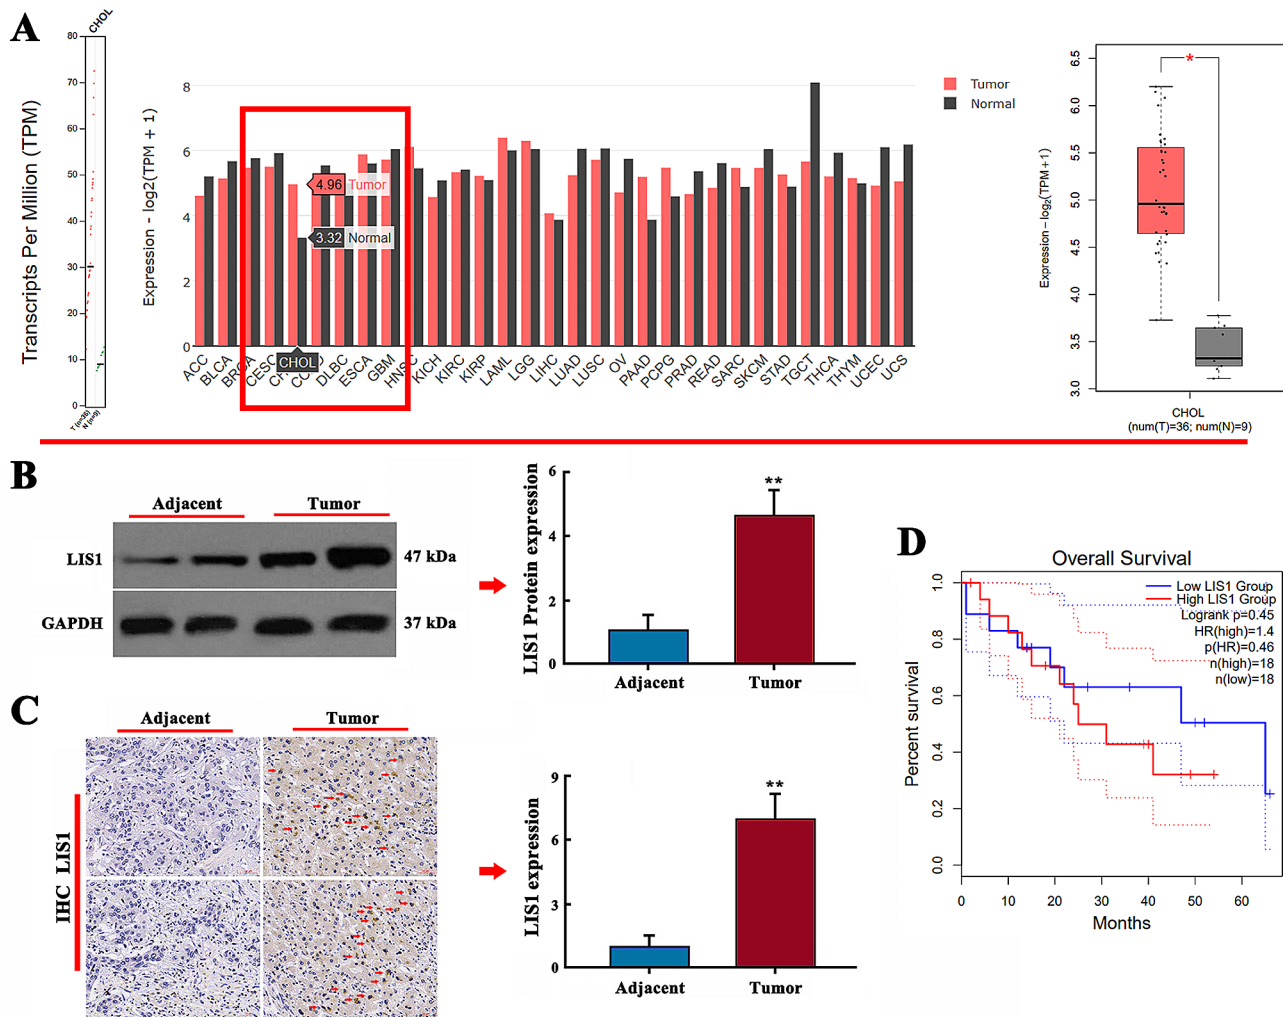 A
CHOL
Transcripts Per Million (TPM)
80
70
60
50
40
30
20
10
0
T (n=36)
N (n=9)
Expression - log2(TPM + 1)
8
6
4
2
0
4.96 Tumor
3.32 Normal
CHOL
ACC
BLCA
BRCA
CESC
DLBC
ESCA
GBM
HNSC
KICH
KIRC
KIRP
LAML
LGG
LIHC
LUAD
LUSC
OV
PAAD
PCPG
PRAD
READ
SARC
SKCM
STAD
TGCT
THCA
THYM
UCEC
UCS
Tumor
Normal
Expression – log2(TPM+1)
6.5
6.0
5.5
5.0
4.5
4.0
3.5
3.0
*
CHOL
(num(T)=36; num(N)=9)
B
Adjacent
Tumor
LIS1
47 kDa
GAPDH
37 kDa
LIS1 Protein expression
6
4
2
0
**
Adjacent
Tumor
C
Adjacent
Tumor
IHC LIS1
LIS1 expression
9
6
3
0
**
Adjacent
Tumor
D
Overall Survival
Low LIS1 Group
High LIS1 Group
Logrank p=0.45
HR(high)=1.4
p(HR)=0.46
n(high)=18
n(low)=18
Percent survival
1.0
0.8
0.6
0.4
0.2
0.0
0
10
20
30
40
50
60
Months